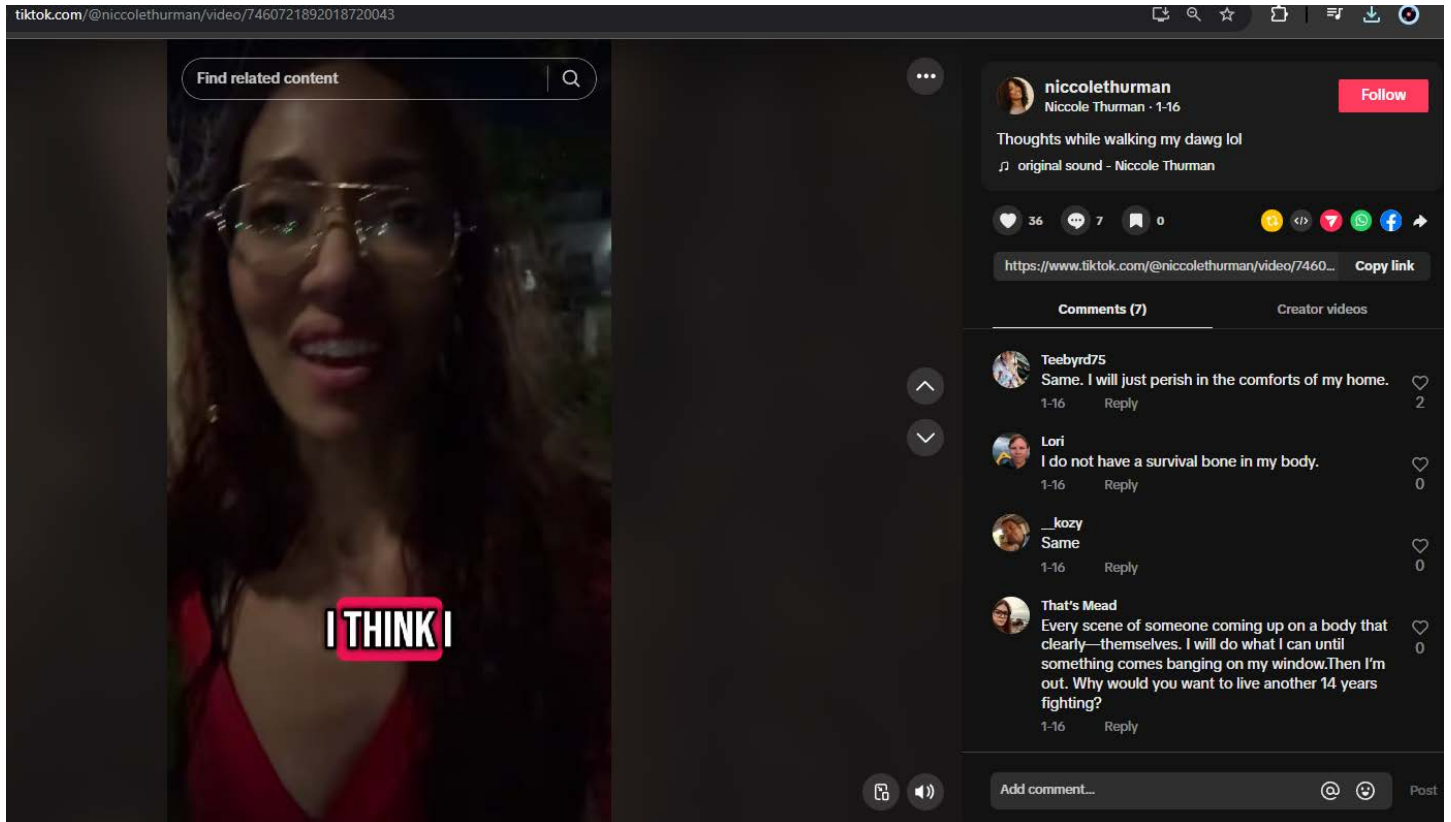 tiktok.com/@niccolethurman/video/7460721892018720043
Find related content
I THINK I
niccolethurman
Niccole Thurman · 1-16
Follow
Thoughts while walking my dawg lol
original sound - Niccole Thurman
36
7
0
https://www.tiktok.com/@niccolethurman/video/7460...
Copy link
Comments (7)
Creator videos
Teebyrd75
Same. I will just perish in the comforts of my home.
2
1-16
Reply
Lori
I do not have a survival bone in my body.
0
1-16
Reply
__kozy
Same
0
1-16
Reply
That's Mead
Every scene of someone coming up on a body that
clearly—themselves. I will do what I can until
0
something comes banging on my window.Then I'm
out. Why would you want to live another 14 years
fighting?
1-16
Reply
Add comment...
Post